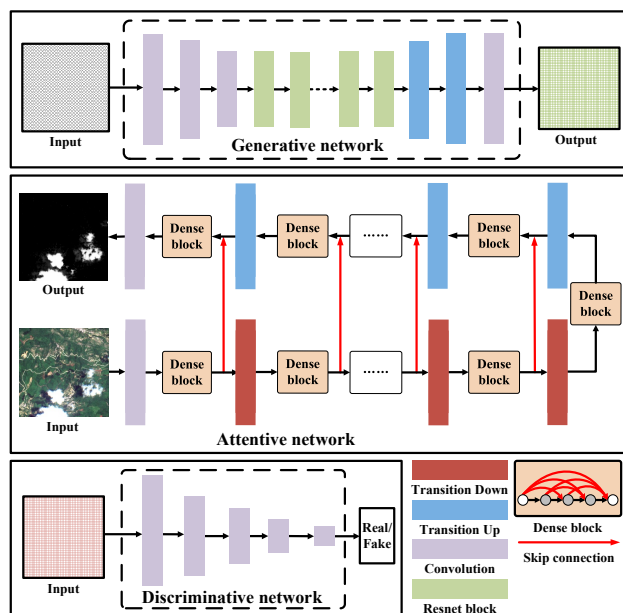 Input
Generative network
Output
Dense
block
Dense
block
......
Dense
block
Output
Dense
block
Dense
block
Dense
block
......
Dense
block
Input
Attentive network
Input
Real/
Fake
Discriminative network
Transition Down
Transition Up
Convolution
Resnet block
Dense block
Skip connection